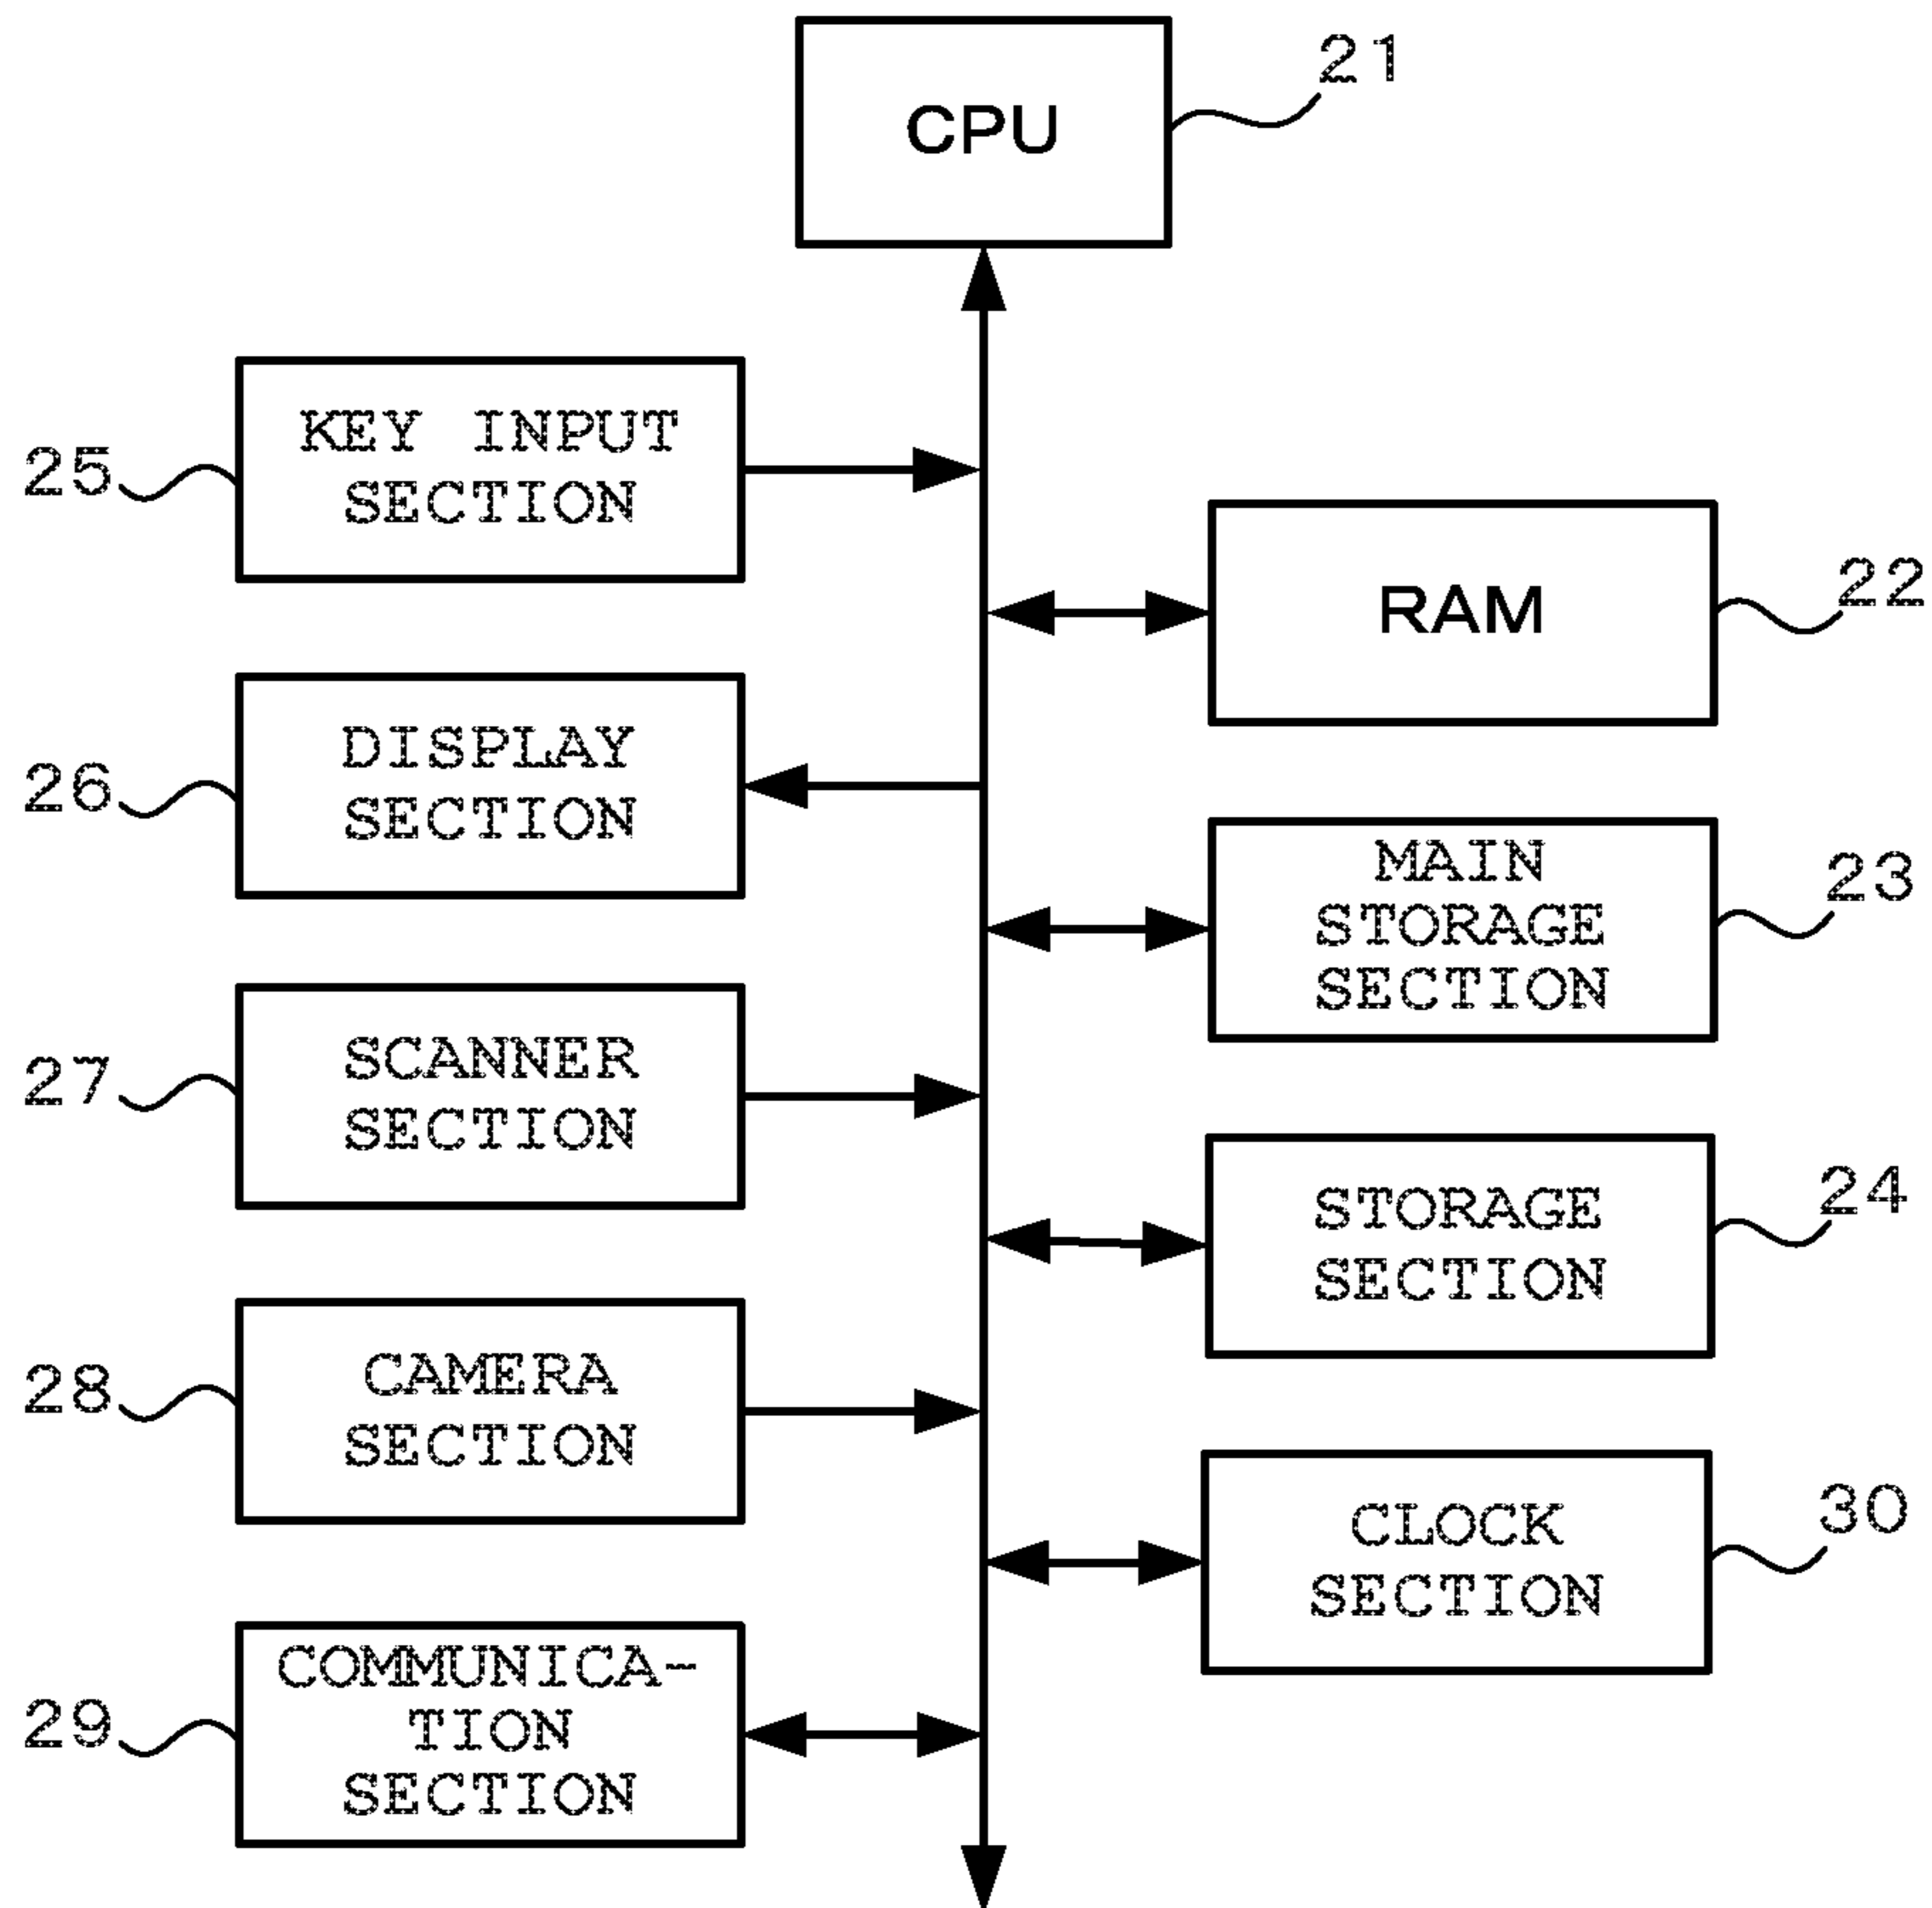 CPU
21
KEY INPUT
SECTION
25
RAM
22
DISPLAY
SECTION
26
MAIN
STORAGE
SECTION
23
SCANNER
SECTION
27
STORAGE
SECTION
24
CAMERA
SECTION
28
CLOCK
SECTION
30
COMMUNICA-
TION
SECTION
29